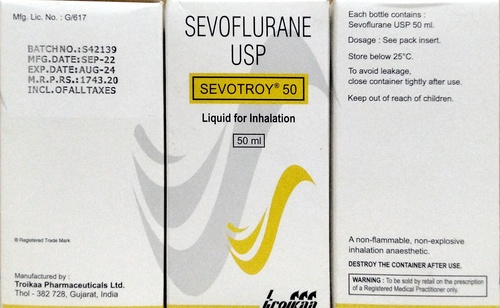 Mfg. Lic. No. : G/617
BATCH NO.:S42139
MFG.DATE:SEP-22
EXP.DATE:AUG-24
M.R.P.RS.:1743.20
INCL.OF ALL TAXES
® Registered Trade Mark
Manufactured by :
Troikaa Pharmaceuticals Ltd.
Thol - 382 728, Gujarat, India
SEVOFLURANE
USP
SEVOTROY® 50
Liquid for Inhalation
50 ml
troikaa
Each bottle contains :
Sevoflurane USP 50 ml.
Dosage : See pack insert.
Store below 25°C.
To avoid leakage,
close container tightly after use.
Keep out of reach of children.
A non-flammable, non-explosive
inhalation anaesthetic.
DESTROY THE CONTAINER AFTER USE.
WARNING : To be sold by retail on the prescription
of a Registered Medical Practitioner only.